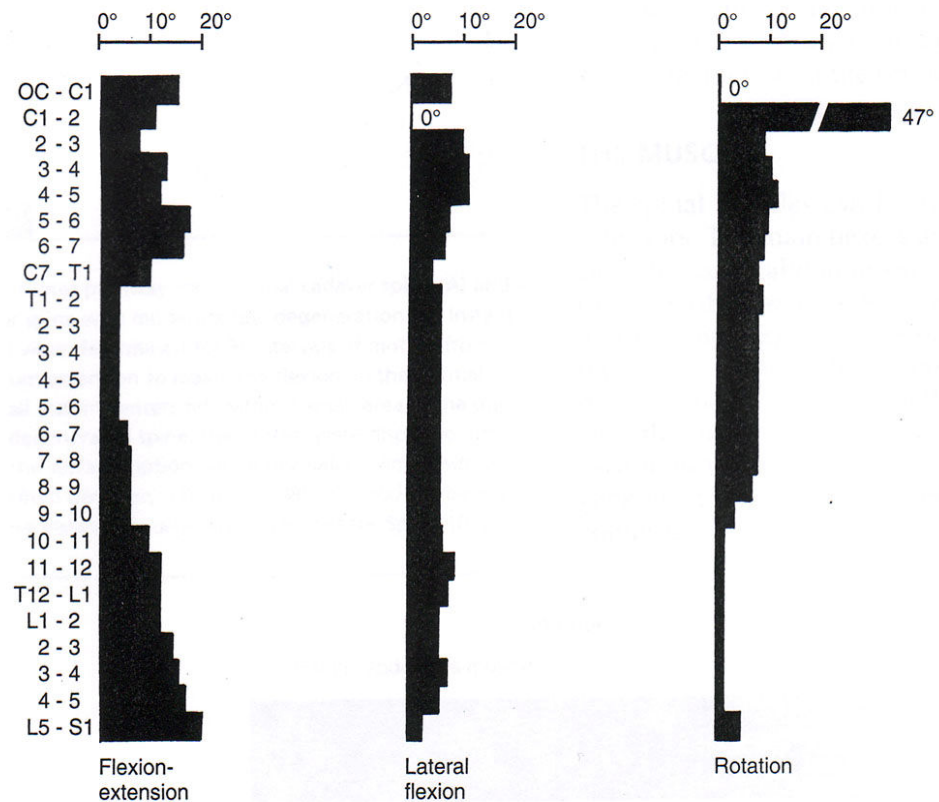 0° 10° 20°
0° 10° 20°
0° 10° 20°
OC - C1
0°
C1 - 2
0°
47°
2 - 3
3 - 4
4 - 5
5 - 6
6 - 7
C7 - T1
T1 - 2
2 - 3
3 - 4
4 - 5
5 - 6
6 - 7
7 - 8
8 - 9
9 - 10
10 - 11
11 - 12
T12 - L1
L1 - 2
2 - 3
3 - 4
4 - 5
L5 - S1
Flexion-
extension
Lateral
flexion
Rotation